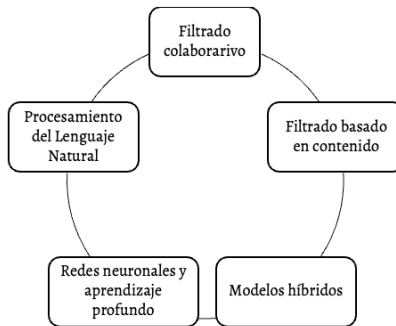 Filtrado
colaborarivo
Filtrado basado
en contenido
Modelos híbridos
Redes neuronales y
aprendizaje
profundo
Procesamiento
del Lenguaje
Natural